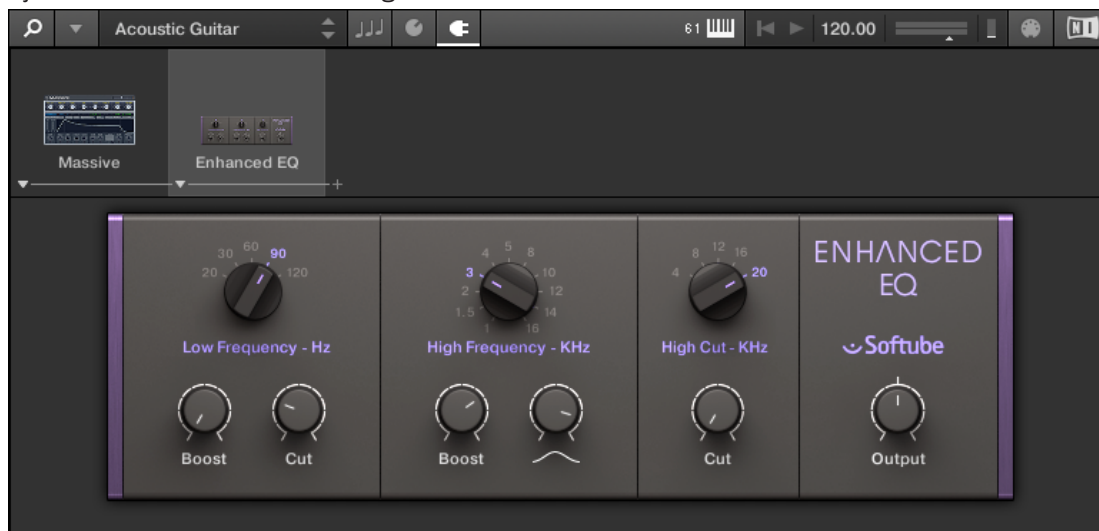 Acoustic Guitar
61
120.00
NI
Massive
Enhanced EQ
30 60 90
20 120
Low Frequency - Hz
Boost Cut
4 5 8
3 10
2 12
1.5 14
1 16
High Frequency - KHz
Boost
8 12 16
4 20
High Cut - KHz
Cut
ENHANCED
EQ
Softube
Output